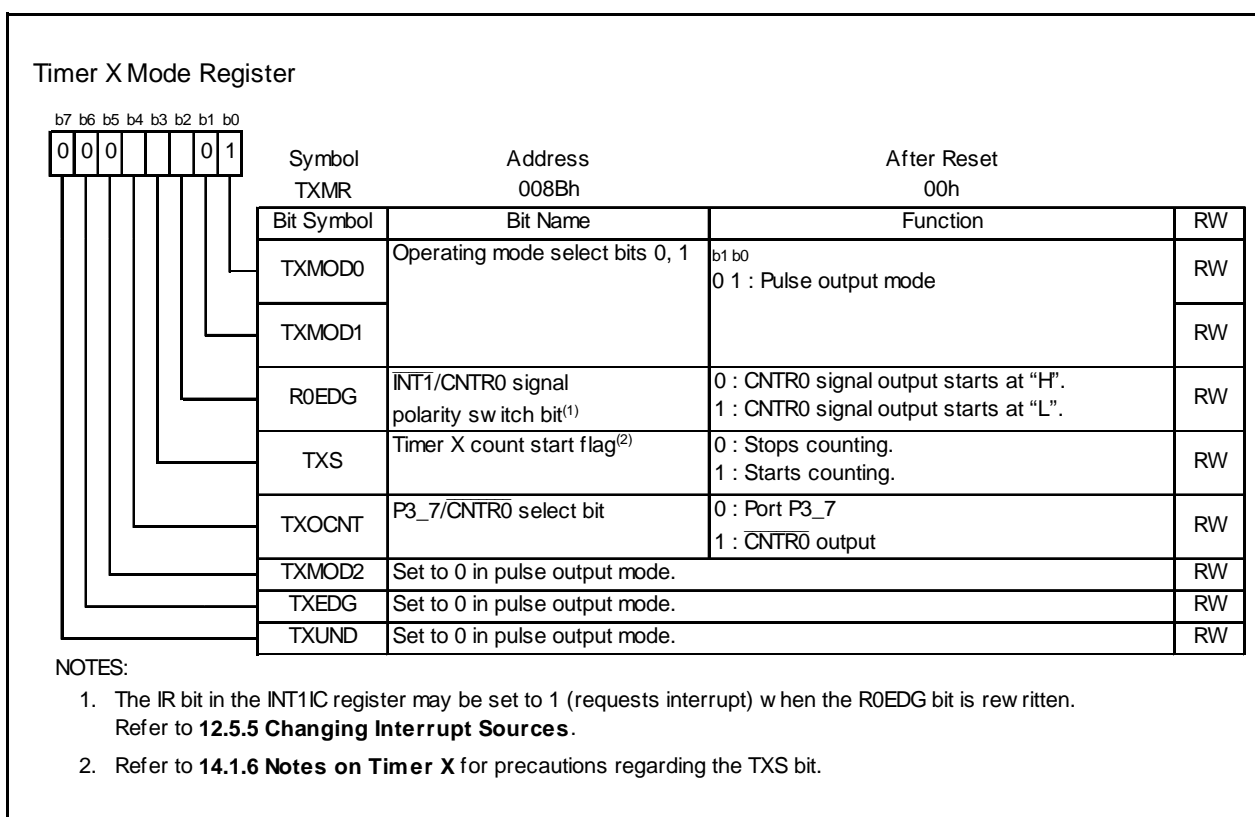 Timer X Mode Register
b7 b6 b5 b4 b3 b2 b1 b0
0 0 0 0 1
Symbol Address After Reset
TXMR 008Bh 00h
Bit Symbol Bit Name Function RW
TXMOD0 Operating mode select bits 0, 1 b1 b0
0 1 : Pulse output mode RW
TXMOD1 RW
R0EDG INT1/CNTR0 signal
polarity switch bit(1) 0 : CNTR0 signal output starts at “H”.
1 : CNTR0 signal output starts at “L”. RW
TXS Timer X count start flag(2) 0 : Stops counting.
1 : Starts counting. RW
TXOCNT P3_7/CNTR0 select bit 0 : Port P3_7
1 : CNTR0 output RW
TXMOD2 Set to 0 in pulse output mode. RW
TXEDG Set to 0 in pulse output mode. RW
TXUND Set to 0 in pulse output mode. RW
NOTES:
1. The IR bit in the INT1IC register may be set to 1 (requests interrupt) when the R0EDG bit is rewritten.
Refer to 12.5.5 Changing Interrupt Sources.
2. Refer to 14.1.6 Notes on Timer X for precautions regarding the TXS bit.